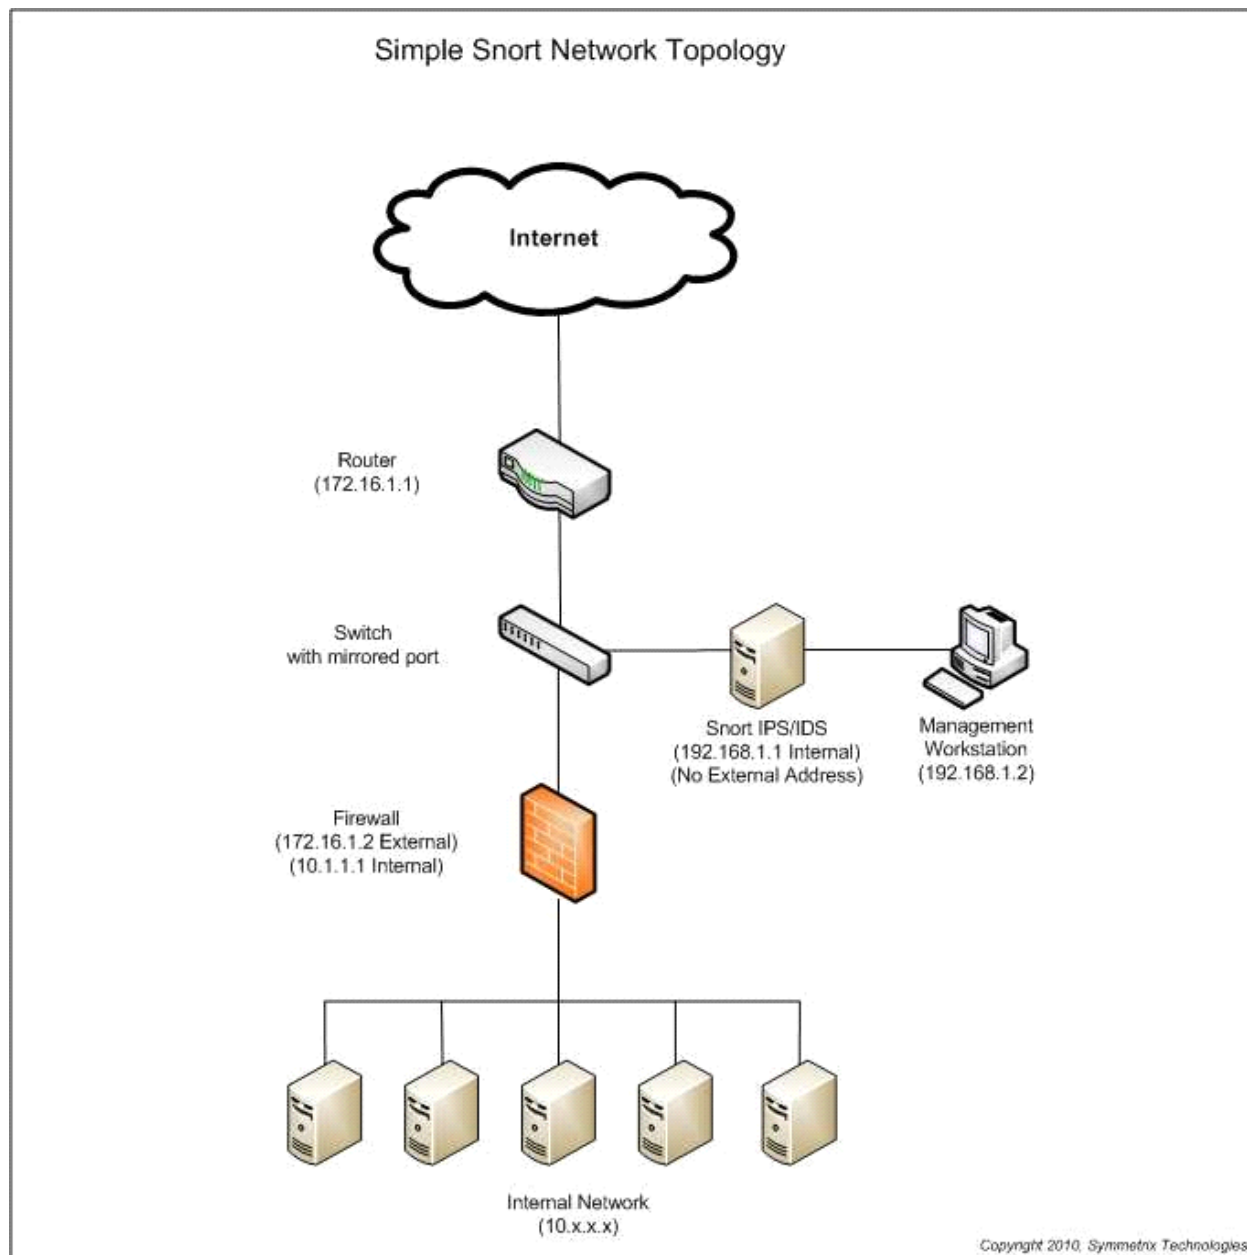 Simple Snort Network Topology
Internet
Router
(172.16.1.1)
Switch
with mirrored port
Snort IPS/IDS
(192.168.1.1 Internal)
(No External Address)
Management
Workstation
(192.168.1.2)
Firewall
(172.16.1.2 External)
(10.1.1.1 Internal)
Internal Network
(10.x.x.x)
Copyright 2010, Symmetrix Technologies